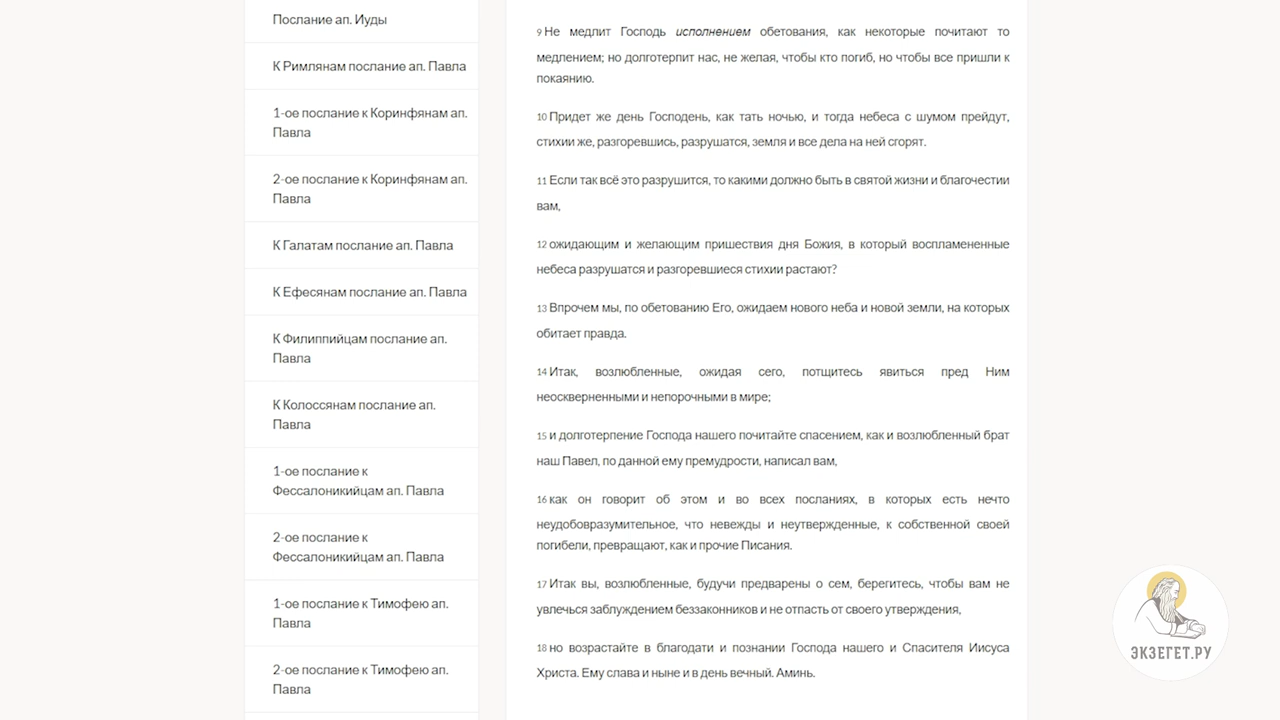 Послание ап. Иуды
К Римлянам послание ап. Павла
1-ое послание к Коринфянам ап.
Павла
2-ое послание к Коринфянам ап.
Павла
К Галатам послание ап. Павла
К Ефесянам послание ап. Павла
К Филиппийцам послание ап.
Павла
К Колоссянам послание ап.
Павла
1-ое послание к
Фессалоникийцам ап. Павла
2-ое послание к
Фессалоникийцам ап. Павла
1-ое послание к Тимофею ап.
Павла
2-ое послание к Тимофею ап.
Павла
9 Не медлит Господь исполнением обетования, как некоторые почитают то
медлением; но долготерпит нас, не желая, чтобы кто погиб, но чтобы все пришли к
покаянию.
10 Придет же день Господень, как тать ночью, и тогда небеса с шумом прейдут,
стихии же, разгоревшись, разрушатся, земля и все дела на ней сгорят.
11 Если так всё это разрушится, то какими должно быть в святой жизни и благочестии
вам,
12 ожидающим и желающим пришествия дня Божия, в который воспламененные
небеса разрушатся и разгоревшиеся стихии растают?
13 Впрочем мы, по обетованию Его, ожидаем нового неба и новой земли, на которых
обитает правда.
14 Итак, возлюбленные, ожидая сего, потщитесь явиться пред Ним
неоскверненными и непорочными в мире;
15 и долготерпение Господа нашего почитайте спасением, как и возлюбленный брат
наш Павел, по данной ему премудрости, написал вам,
16 как он говорит об этом и во всех посланиях, в которых есть нечто
неудобовразумительное, что невежды и неутвержденные, к собственной своей
погибели, превращают, как и прочие Писания.
17 Итак вы, возлюбленные, будучи предварены о сем, берегитесь, чтобы вам не
увлечься заблуждением беззаконников и не отпасть от своего утверждения,
18 но возрастайте в благодати и познании Господа нашего и Спасителя Иисуса
Христа. Ему слава и ныне и в день вечный. Аминь.
ЭКЗЕГЕТ.РУ